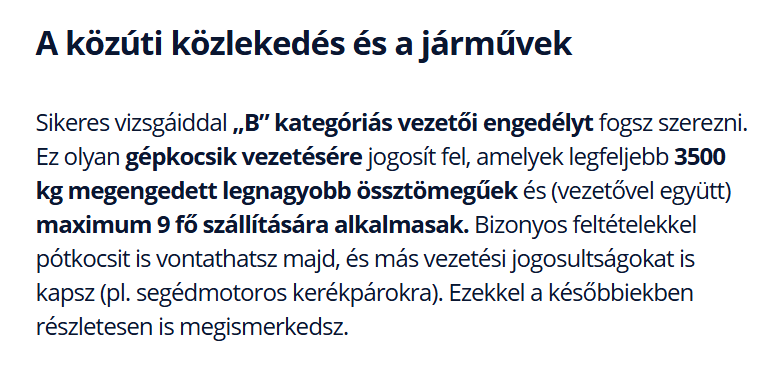 A közúti közlekedés és a járművek
Sikeres vizsgáiddal „B” kategóriás vezetői engedélyt fogsz szerezni.
Ez olyan gépkocsik vezetésére jogosít fel, amelyek legfeljebb 3500
kg megengedett legnagyobb össztömegűek és (vezetővel együtt)
maximum 9 fő szállítására alkalmasak. Bizonyos feltételekkel
pótkocsit is vontathatsz majd, és más vezetési jogosultságokat is
kapsz (pl. segédmotoros kerékpárokra). Ezekkel a későbbiekben
részletesen is megismerkedsz.